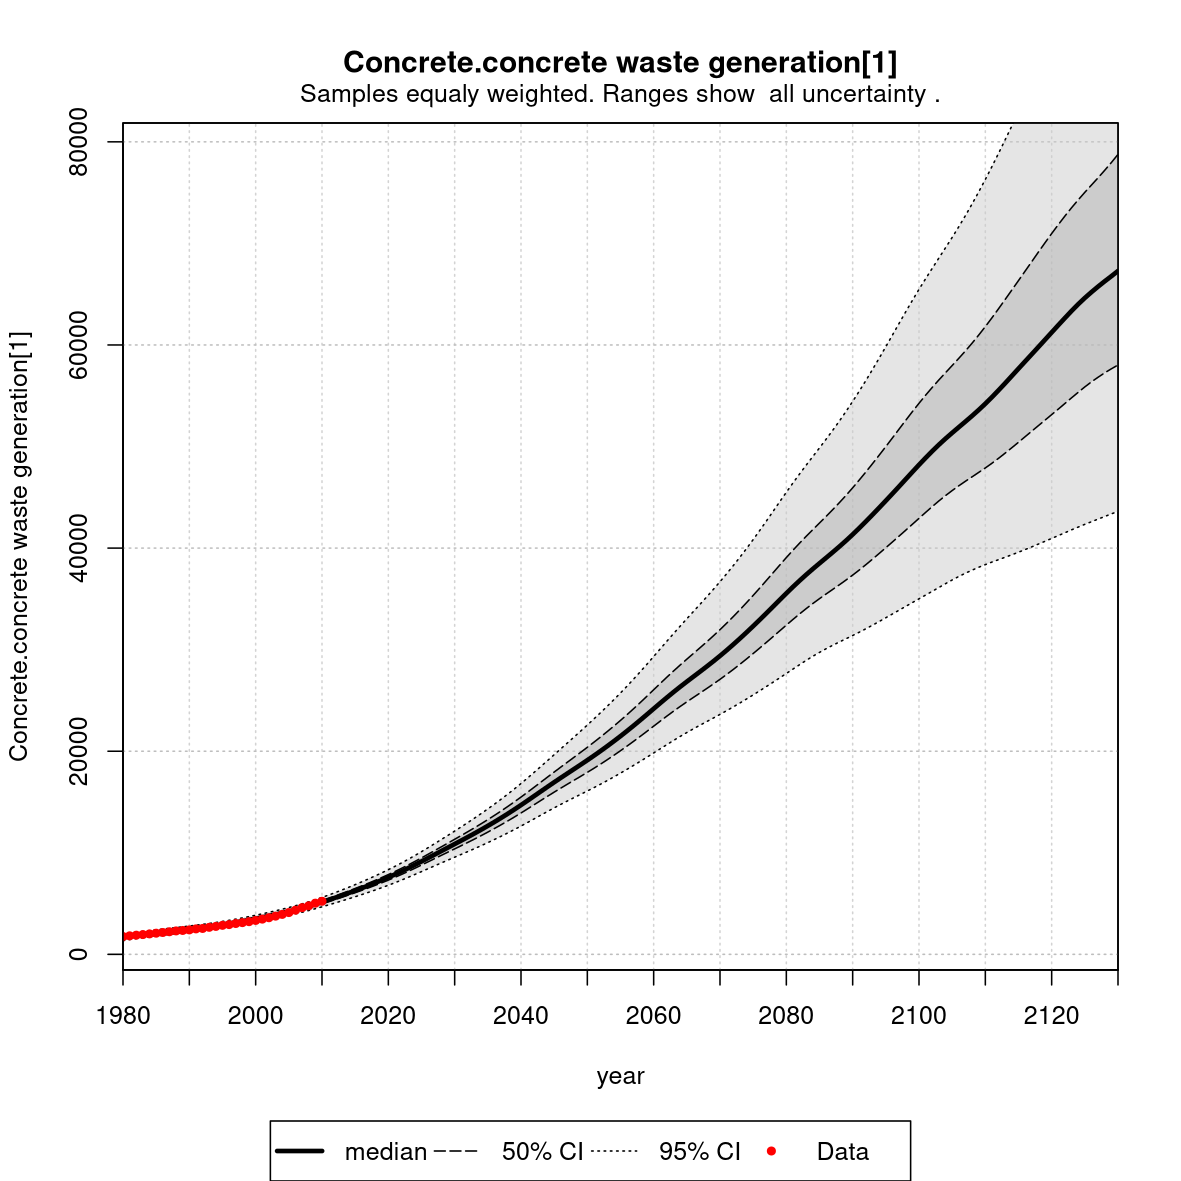 Concrete.concrete waste generation[1]
Samples equaly weighted. Ranges show  all uncertainty .
Concrete.concrete waste generation[1]
80000
60000
40000
20000
0
1980 2000 2020 2040 2060 2080 2100 2120
year
median 50% CI 95% CI Data